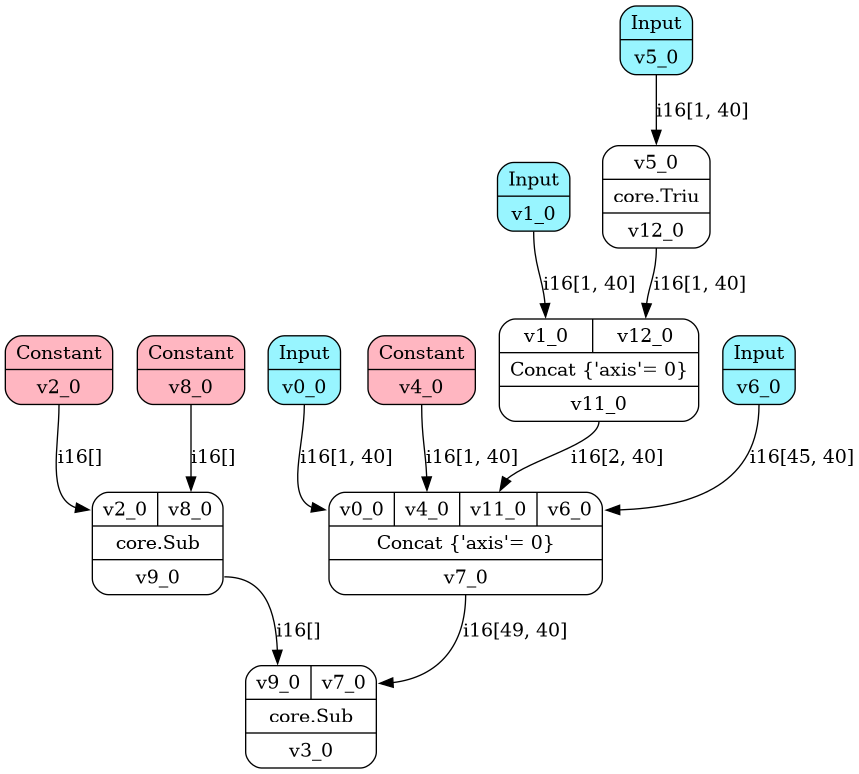 Input
v5_0
i16[1, 40]
v5_0
core.Triu
v12_0
Input
v1_0
i16[1, 40]
i16[1, 40]
v1_0 v12_0
Concat {'axis'= 0}
v11_0
Constant
v2_0
Constant
v8_0
Input
v0_0
Constant
v4_0
Input
v6_0
i16[]
i16[]
i16[1, 40]
i16[1, 40]
i16[2, 40]
i16[45, 40]
v2_0 v8_0
core.Sub
v9_0
v0_0 v4_0 v11_0 v6_0
Concat {'axis'= 0}
v7_0
i16[]
i16[49, 40]
v9_0 v7_0
core.Sub
v3_0